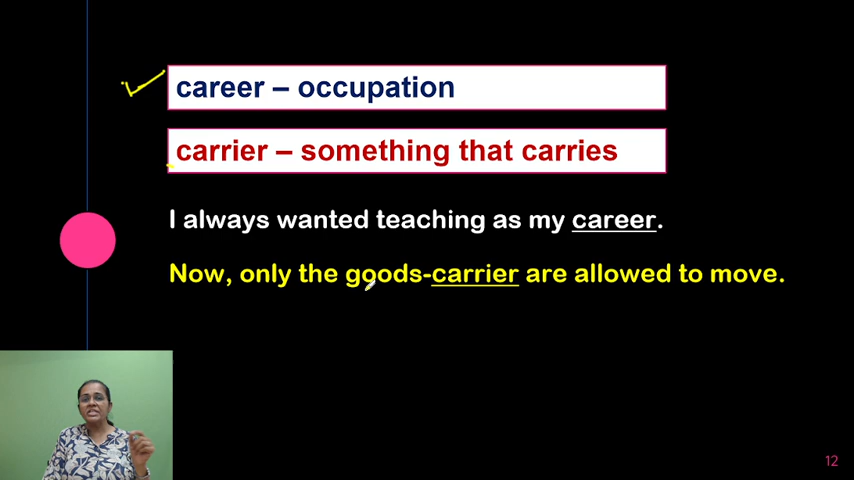 career – occupation
carrier – something that carries
I always wanted teaching as my career.
Now, only the goods-carrier are allowed to move.
12